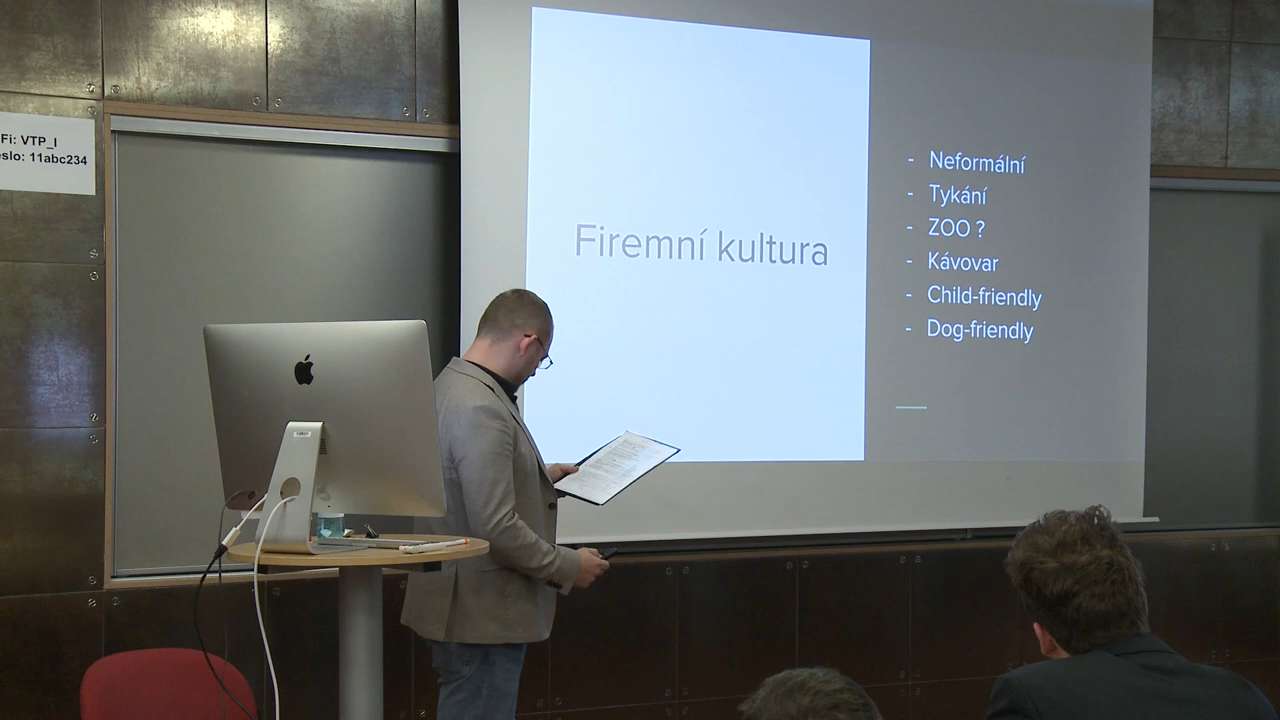 Fi: VTP_I
eslo: 11abc234
Firemní kultura
- Neformální
- Tykání
- ZOO ?
- Kávovar
- Child-friendly
- Dog-friendly